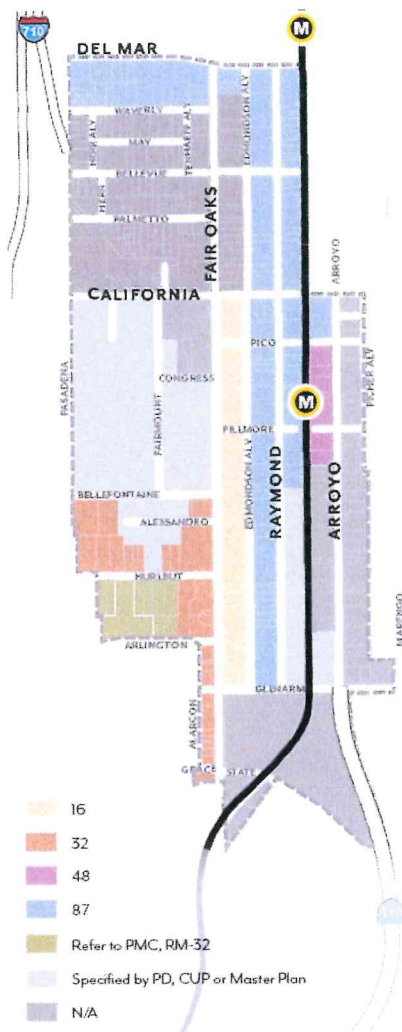 710
M
DEL MAR
WAVERLY
EDMONDSON ALY
MAY
BELLEVUE
PALMETTO
FAIR OAKS
ARROYO
CALIFORNIA
PICO
PASADENA
CONGRESS
FAIRMOUNT
M
FILLMORE
EDMONDSON ALY
RAYMOND
ARROYO
BELLEFONTAINE
ALESSANDRO
HURLBUT
MARENGO
ARLINGTON
GLENARM
ALARCON
GRACE
STATE
16
32
48
87
Refer to PMC, RM-32
Specified by PD, CUP or Master Plan
N/A